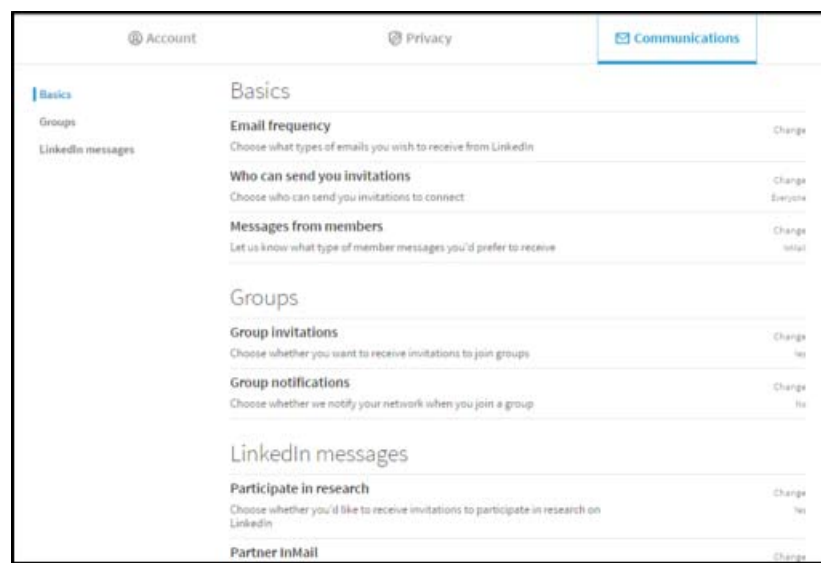 Account
Privacy
Communications
Basics
Groups
LinkedIn messages
Basics
Email frequency
Change
Choose what types of emails you wish to receive from LinkedIn
Who can send you invitations
Change
Choose who can send you invitations to connect
Everyone
Messages from members
Change
Let us know what type of member messages you'd prefer to receive
Groups
Group invitations
Change
Choose whether you want to receive invitations to join groups
Yes
Group notifications
Change
Choose whether we notify your network when you join a group
No
LinkedIn messages
Participate in research
Change
Choose whether you'd like to receive invitations to participate in research on
LinkedIn
Yes
Partner InMail
Change